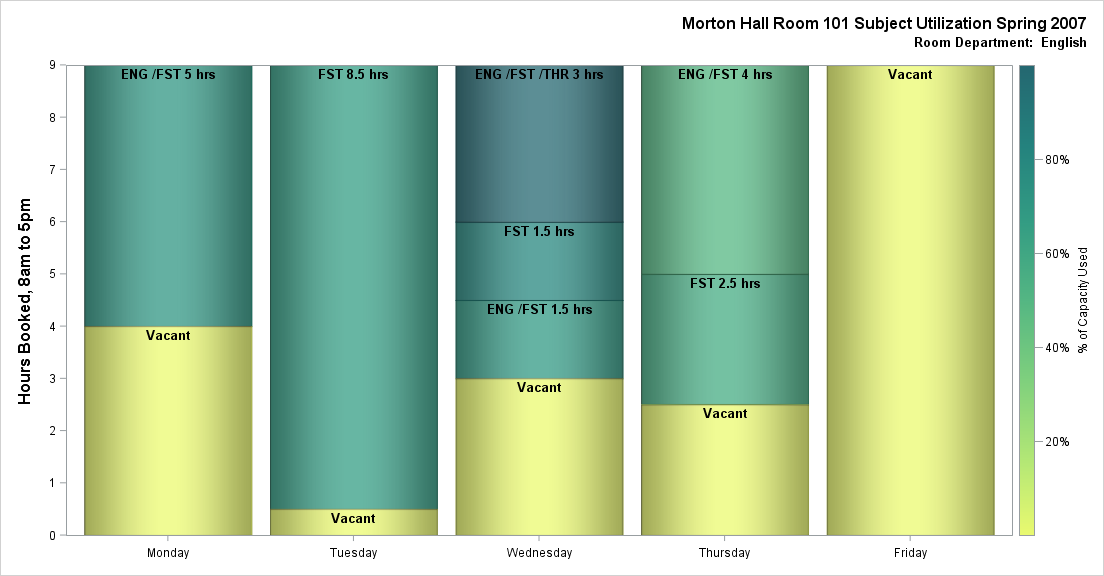 Morton Hall Room 101 Subject Utilization Spring 2007
Room Department: English
Hours Booked, 8am to 5pm
9
8
7
6
5
4
3
2
1
0
ENG /FST 5 hrs
Vacant
FST 8.5 hrs
Vacant
ENG /FST /THR 3 hrs
FST 1.5 hrs
ENG /FST 1.5 hrs
Vacant
ENG /FST 4 hrs
FST 2.5 hrs
Vacant
Vacant
Monday
Tuesday
Wednesday
Thursday
Friday
80%
60%
40%
20%
% of Capacity Used